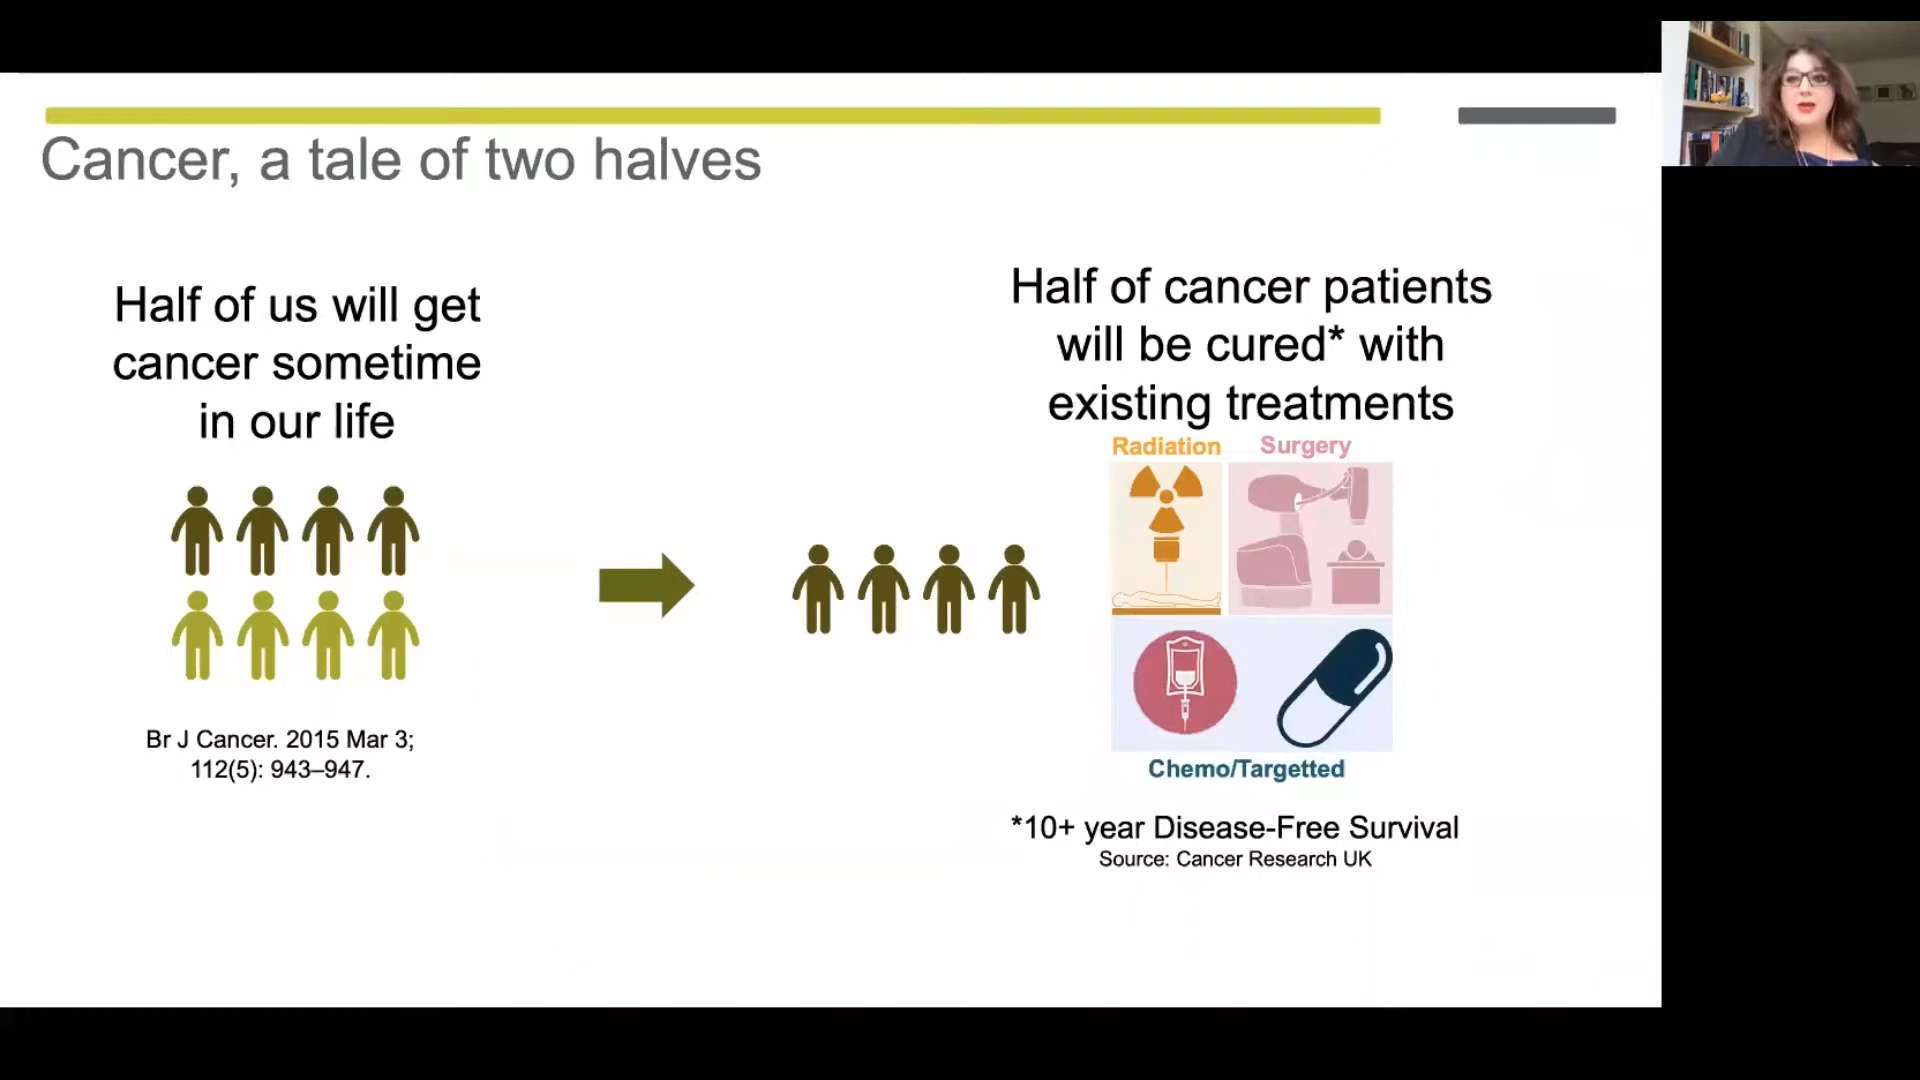 Cancer, a tale of two halves
Half of us will get
cancer sometime
in our life
Br J Cancer. 2015 Mar 3;
112(5): 943–947.
Half of cancer patients
will be cured* with
existing treatments
Radiation
Surgery
Chemo/Targetted
*10+ year Disease-Free Survival
Source: Cancer Research UK